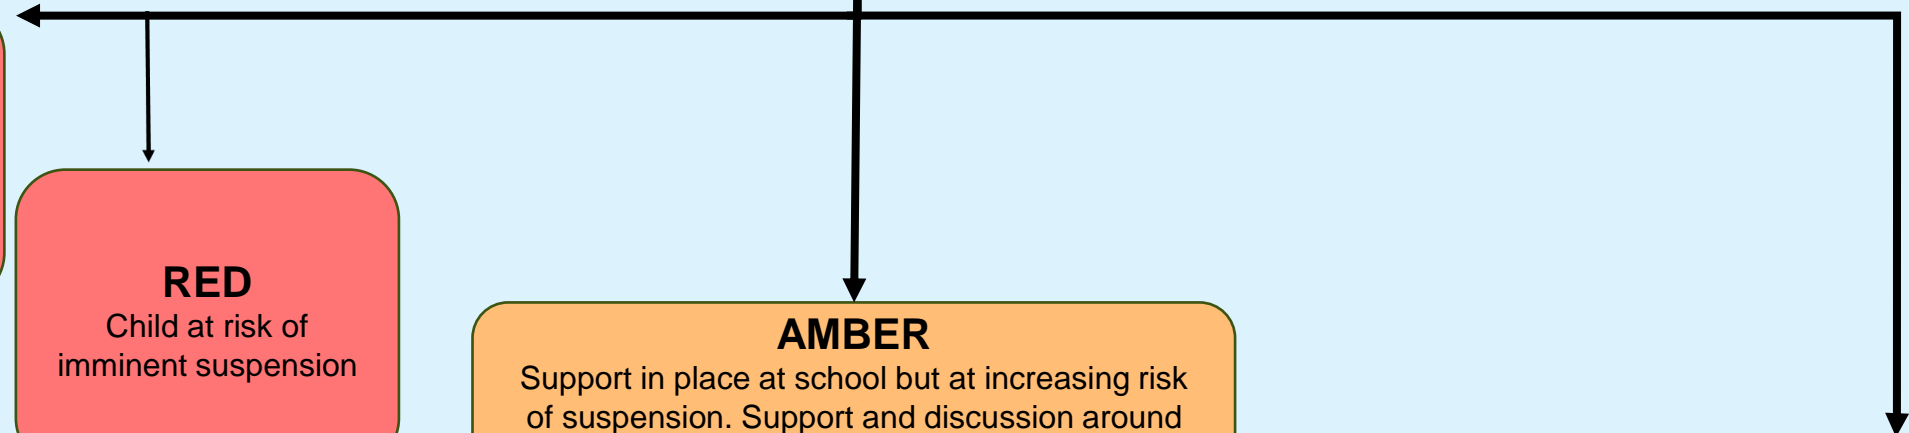 RED
Child at risk of
imminent suspension
AMBER
Support in place at school but at increasing risk
of suspension. Support and discussion around